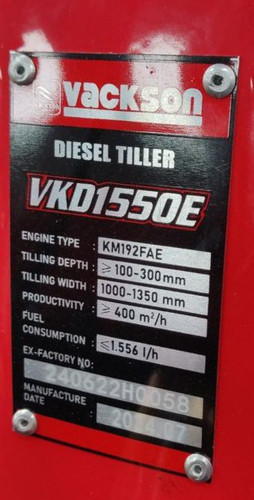 Vackson
DIESEL TILLER
VKD1550E
ENGINE TYPE : KM192FAE
TILLING DEPTH : ≥100-300mm
TILLING WIDTH : 1000-1350 mm
PRODUCTIVITY : ≥ 400 m²/h
FUEL
CONSUMPTION : ≤1.556 l/h
EX-FACTORY NO: 240622H0058
MANUFACTURE
DATE : 2024.07